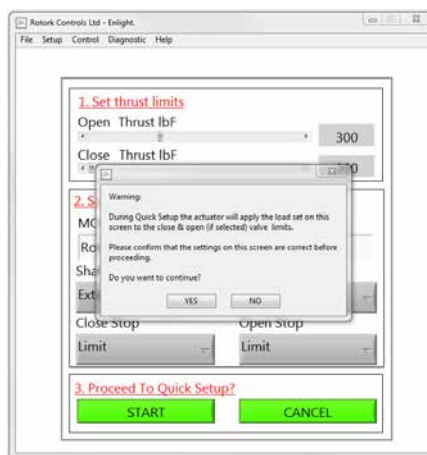 Rotork Controls Ltd - Enlight.
File Setup Control Diagnostic Help
1. Set thrust limits
Open Thrust lbF
300
Close Thrust lbF
Warning:
During Quick Setup the actuator will apply the load set on this
screen to the close & open (if selected) valve limits.
Please confirm that the settings on this screen are correct before
proceeding.
Do you want to continue?
YES NO
Close Stop Open Stop
Limit Limit
3. Proceed To Quick Setup?
START CANCEL